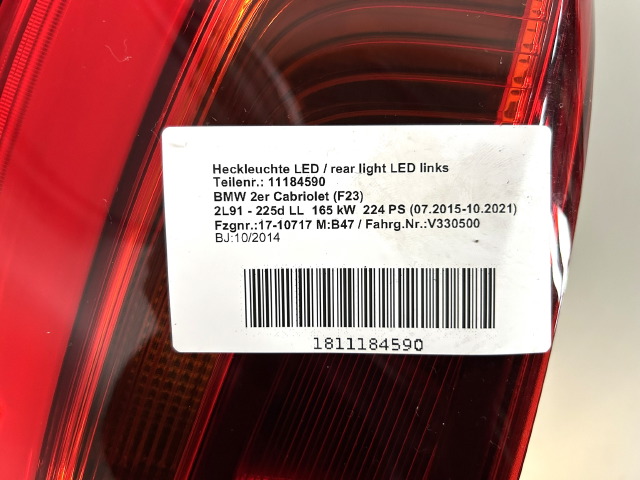 Heckleuchte LED / rear light LED links
Teilenr.: 11184590
BMW 2er Cabriolet (F23)
2L91 - 225d LL 165 kW 224 PS (07.2015-10.2021)
Fzgnr.:17-10717 M:B47 / Fahrg.Nr.:V330500
BJ:10/2014
1811184590